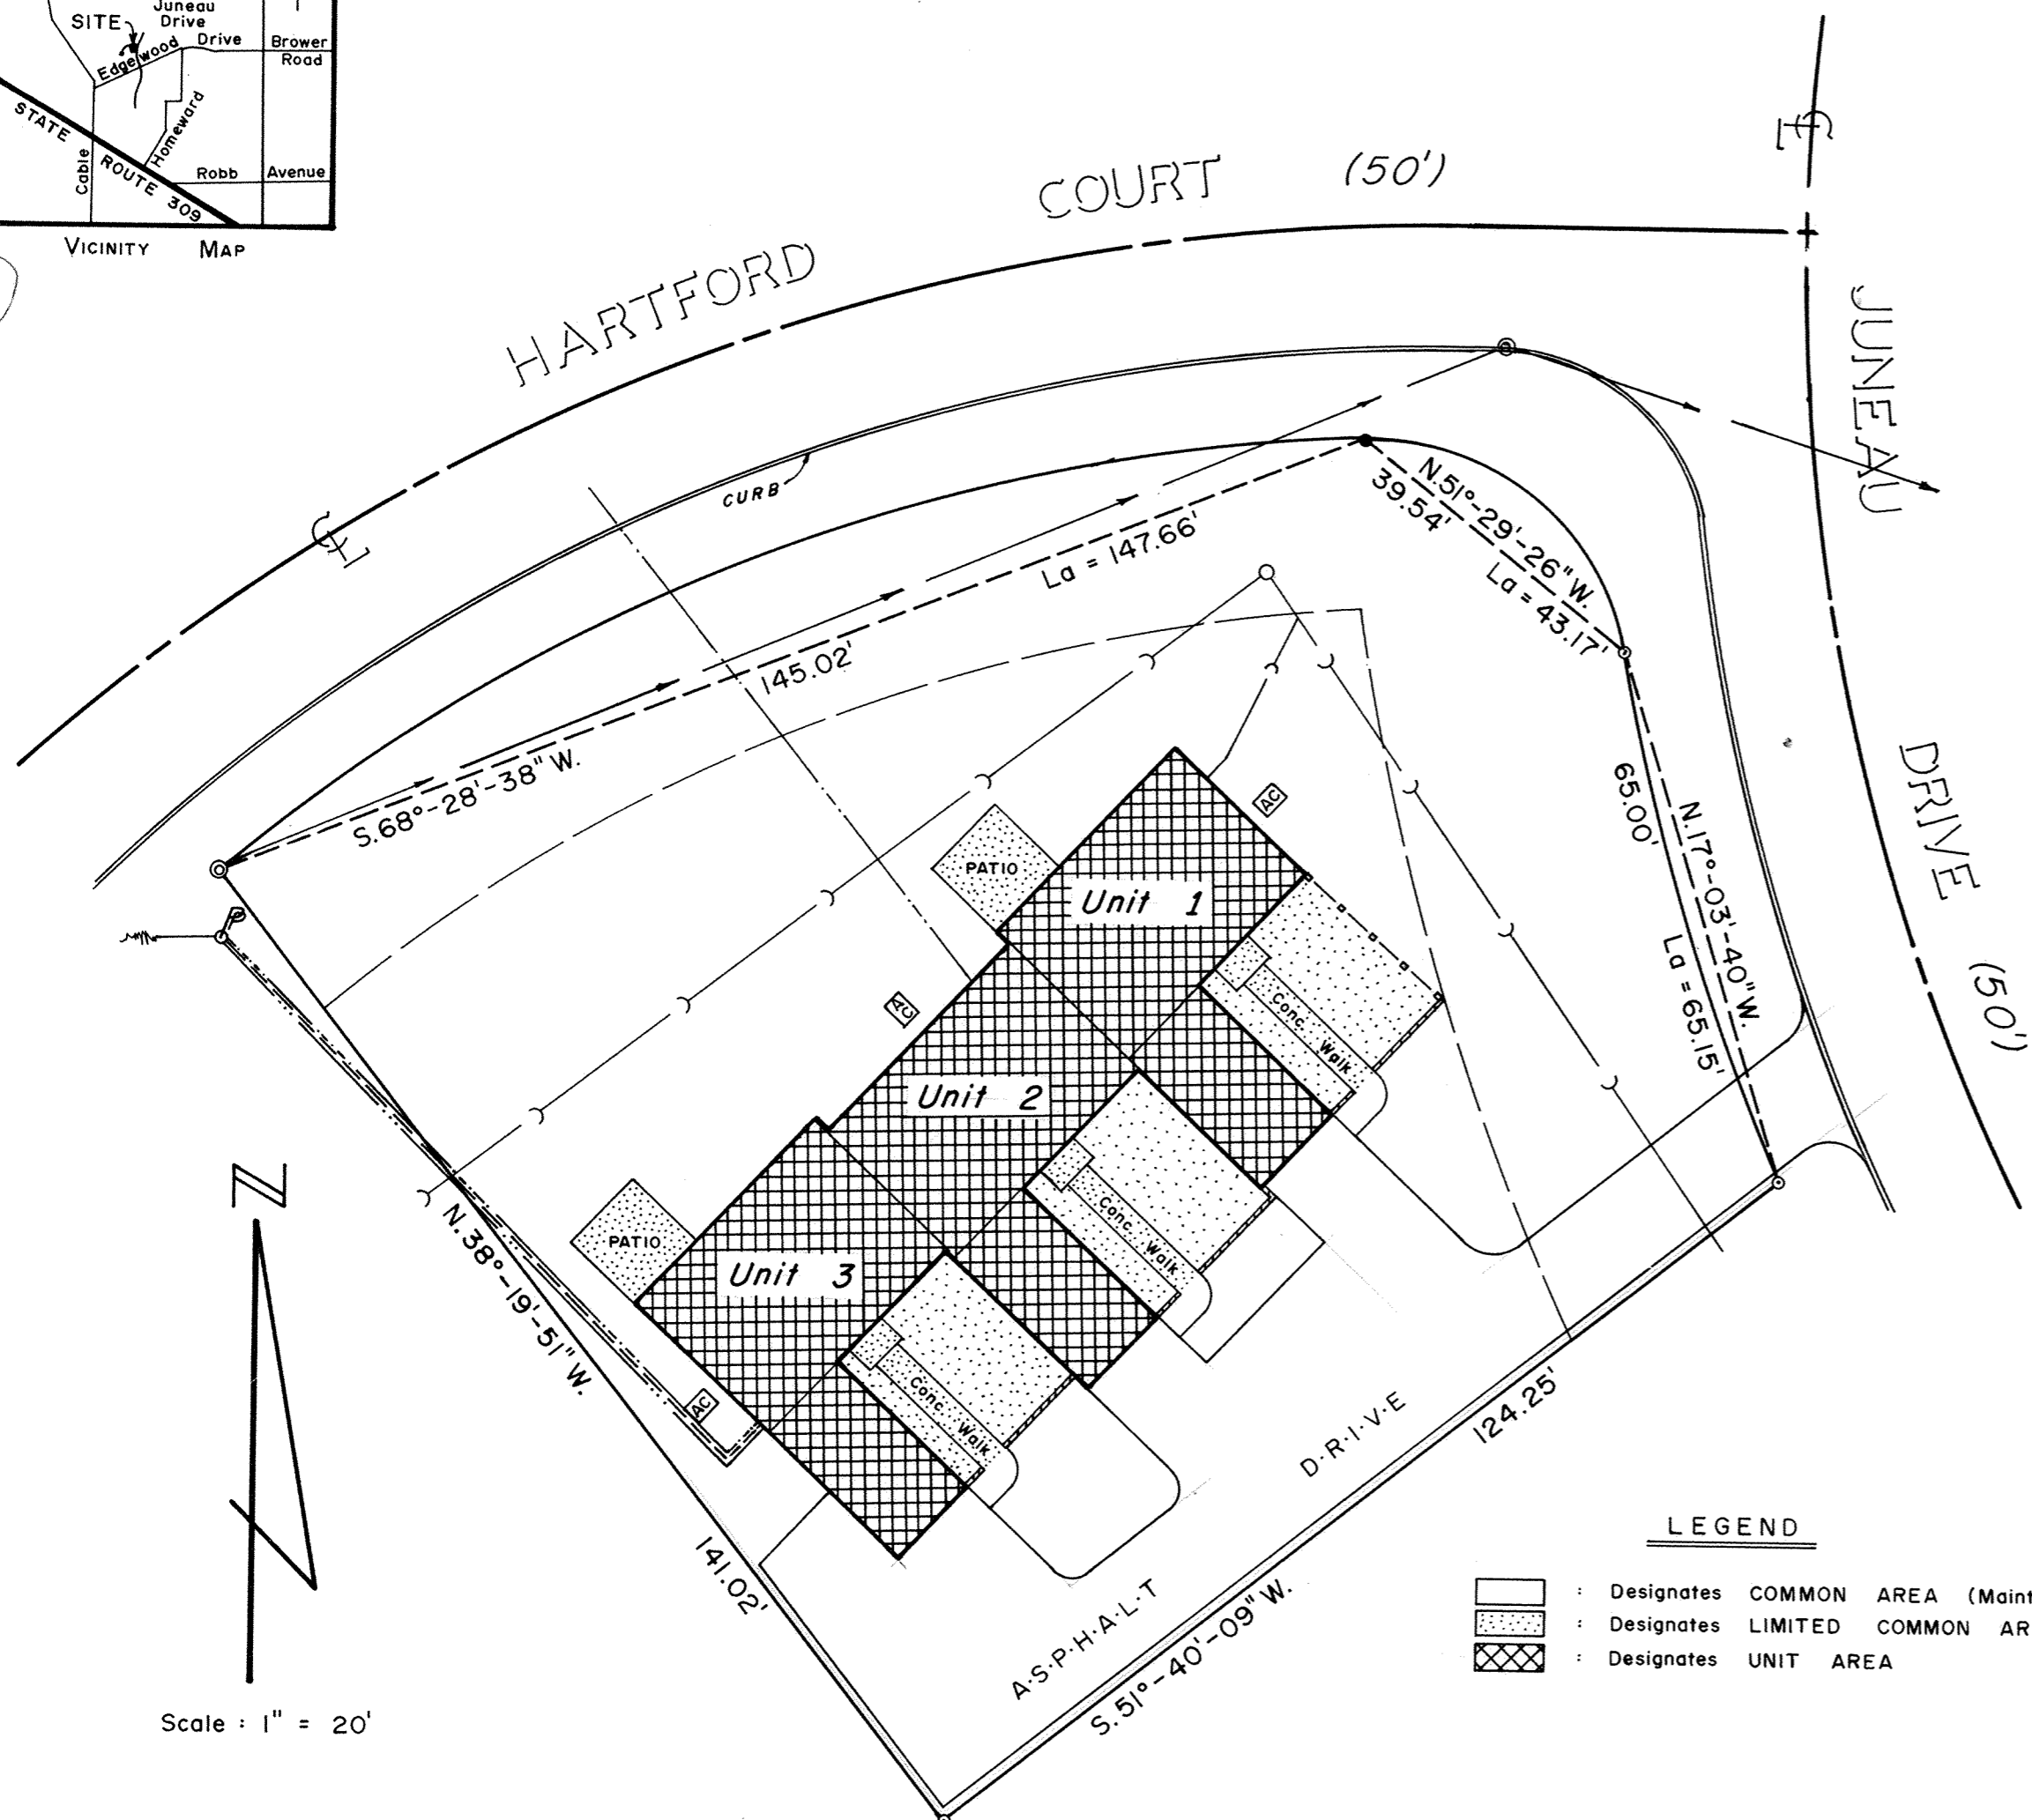 Juneau
Drive
SITE
Edgewood Drive
Brower
Road
Homeward
STATE ROUTE 309
Cable
Robb Avenue
VICINITY MAP
HARTFORD COURT (50')
JUNEAU DRIVE (50')
CURB
S.68°-28'-38" W.
145.02'
La = 147.66'
N.51°-29'-26" W.
39.54'
La = 43.17'
65.00'
N.17°-03'-40" W.
La = 65.15'
PATIO
AC
Unit 1
Conc. Walk
AC
Unit 2
Conc. Walk
PATIO
Unit 3
Conc. Walk
AC
N
N.38°-19'-51" W.
141.02'
A·S·P·H·A·L·T D·R·I·V·E
124.25'
S.51°-40'-09" W.
Scale : 1" = 20'
LEGEND
: Designates COMMON AREA (Maint
: Designates LIMITED COMMON AR
: Designates UNIT AREA